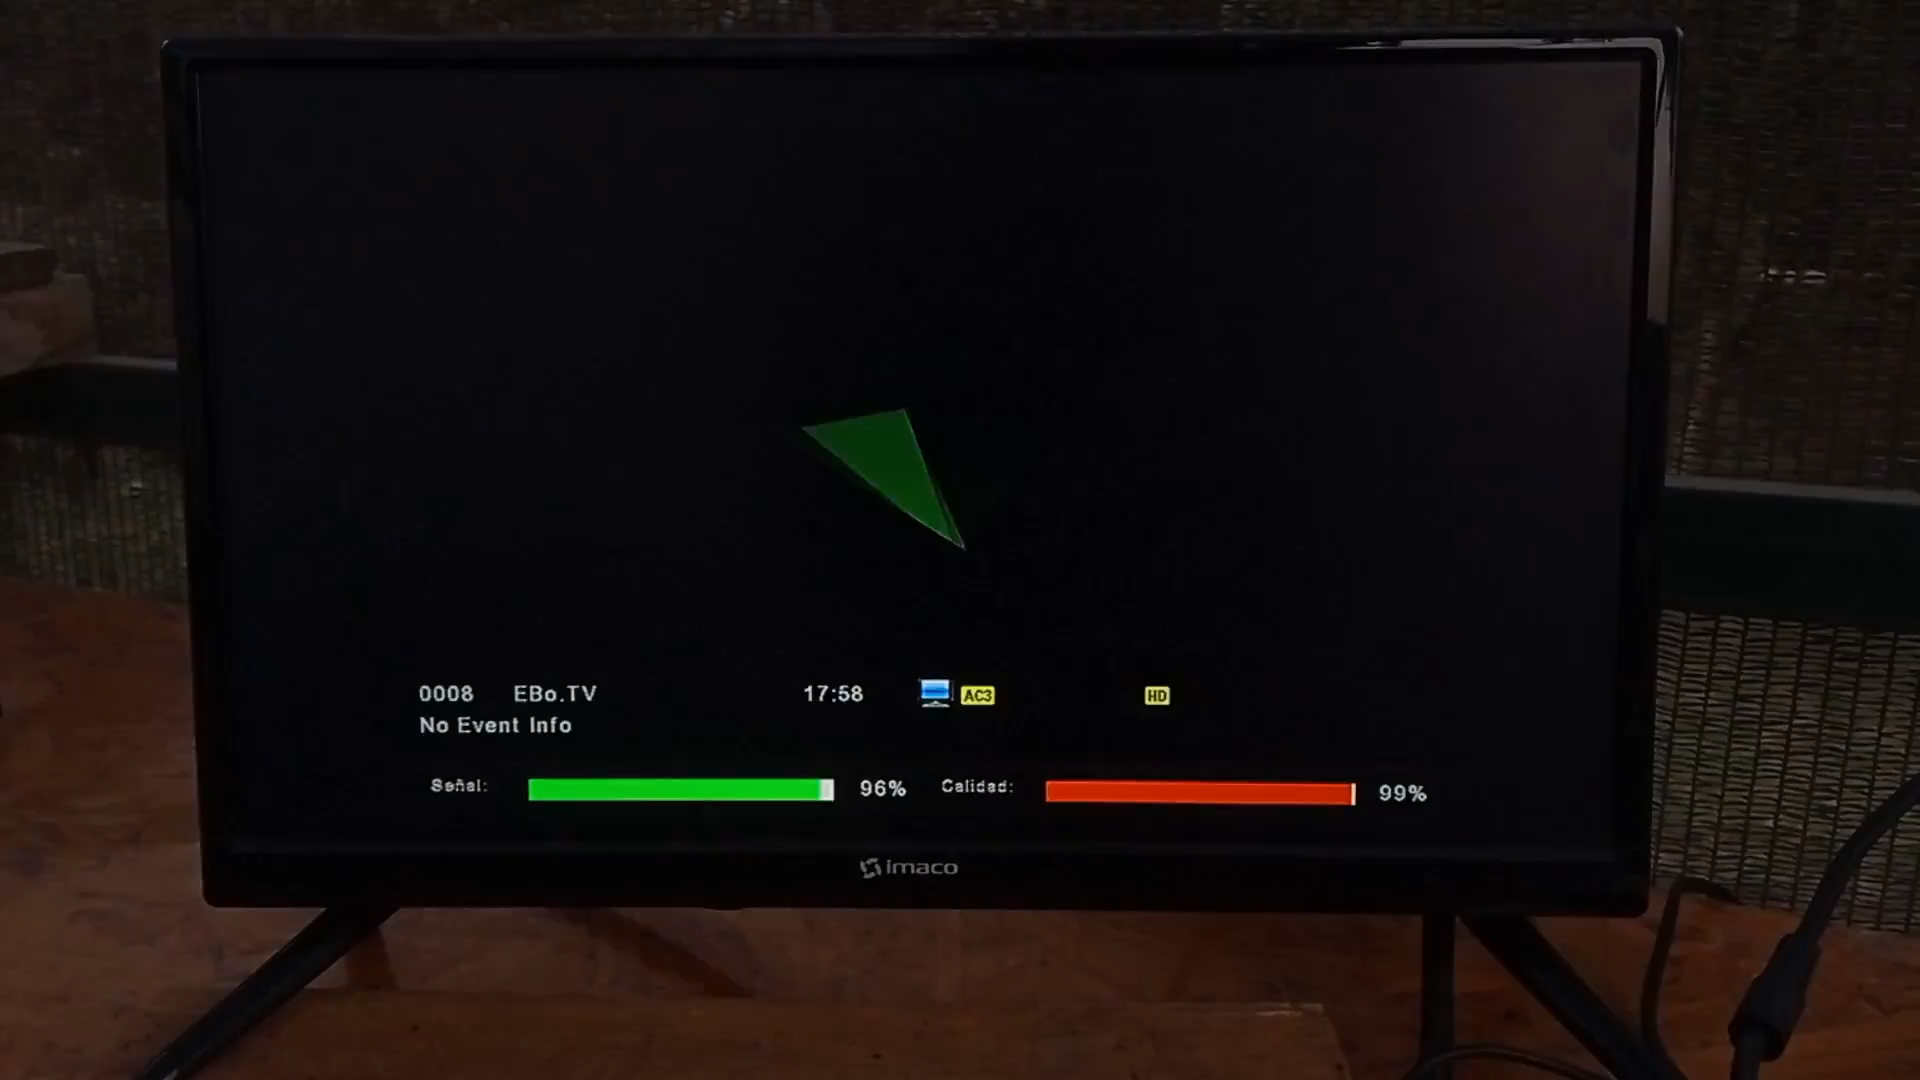 0008 EBo.TV 17:58 AC3 HD
No Event Info
Señal: 96% Calidad: 99%
imaco